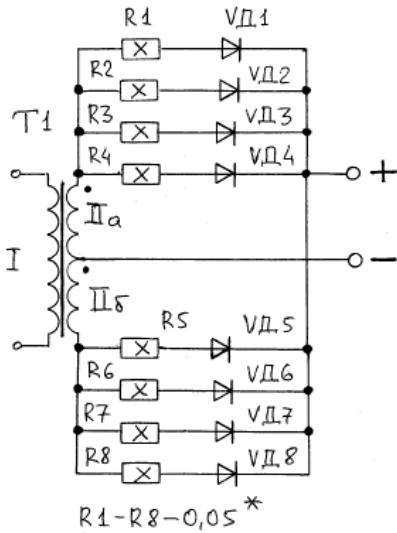 R1 VД1
R2 VД2
T1 R3 VД3
R4 VД4
+
IIa
I
−
IIб
R5 VД5
R6 VД6
R7 VД7
R8 VД8
R1-R8-0,05*